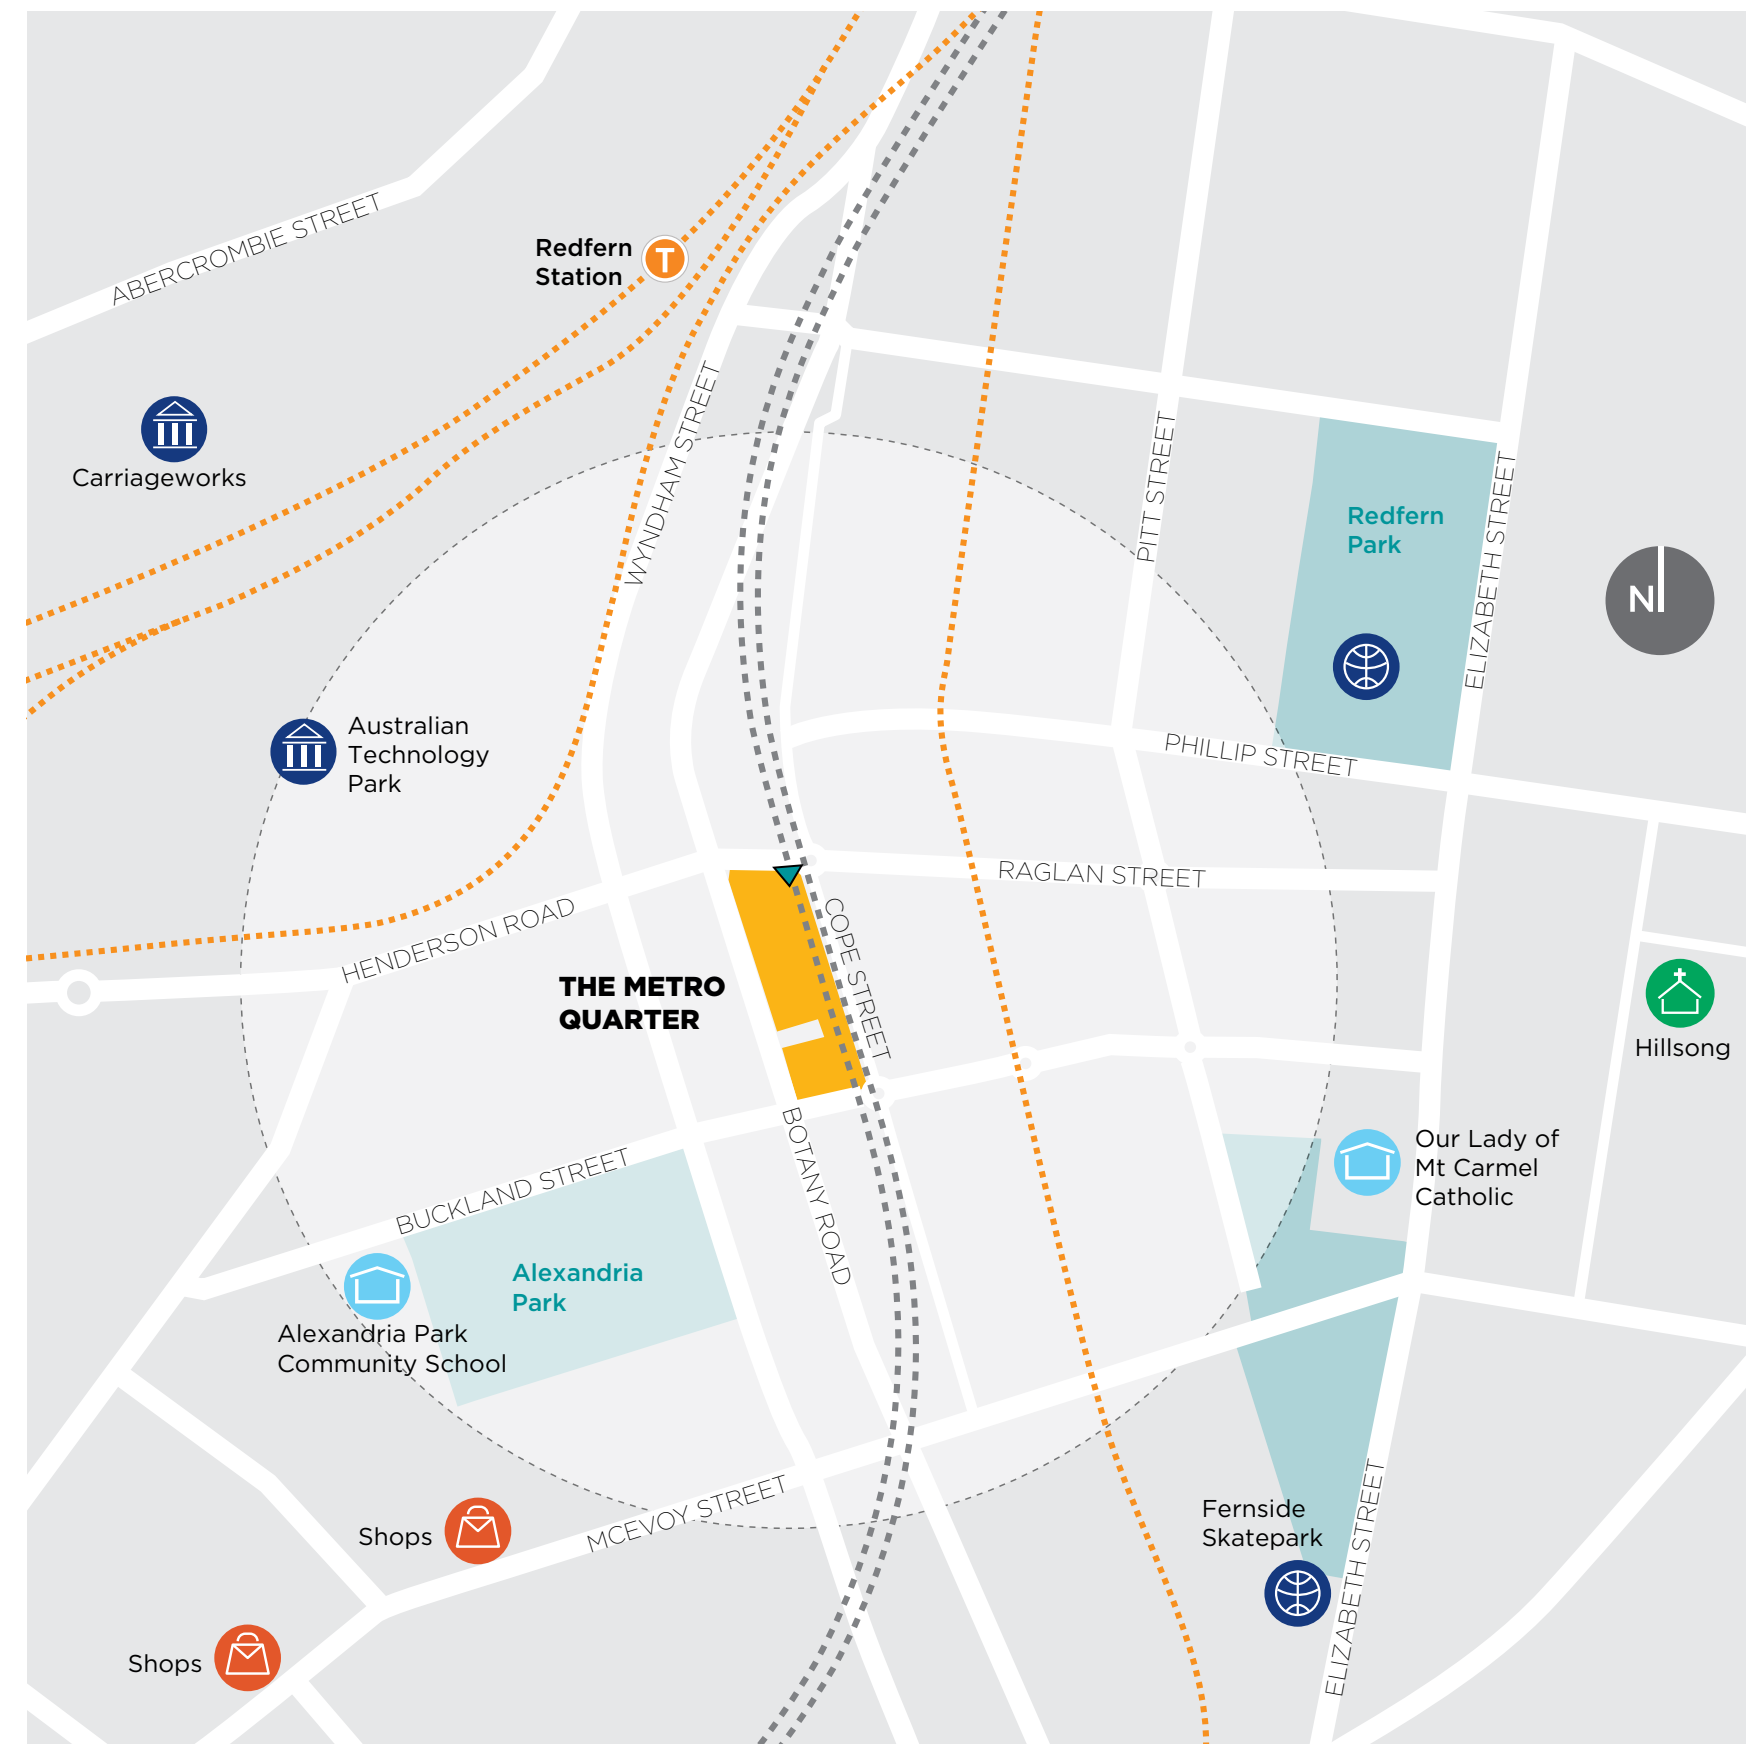 ABERCROMBIE STREET
Redfern
Station
T
WYNDHAM STREET
Carriageworks
PITT STREET
Redfern
Park
ELIZABETH STREET
N
Australian
Technology
Park
PHILLIP STREET
RAGLAN STREET
HENDERSON ROAD
COPE STREET
THE METRO
QUARTER
Hillsong
BOTANY ROAD
Our Lady of
Mt Carmel
Catholic
BUCKLAND STREET
Alexandria
Park
Alexandria Park
Community School
MCEVOY STREET
Shops
Fernside
Skatepark
ELIZABETH STREET
Shops